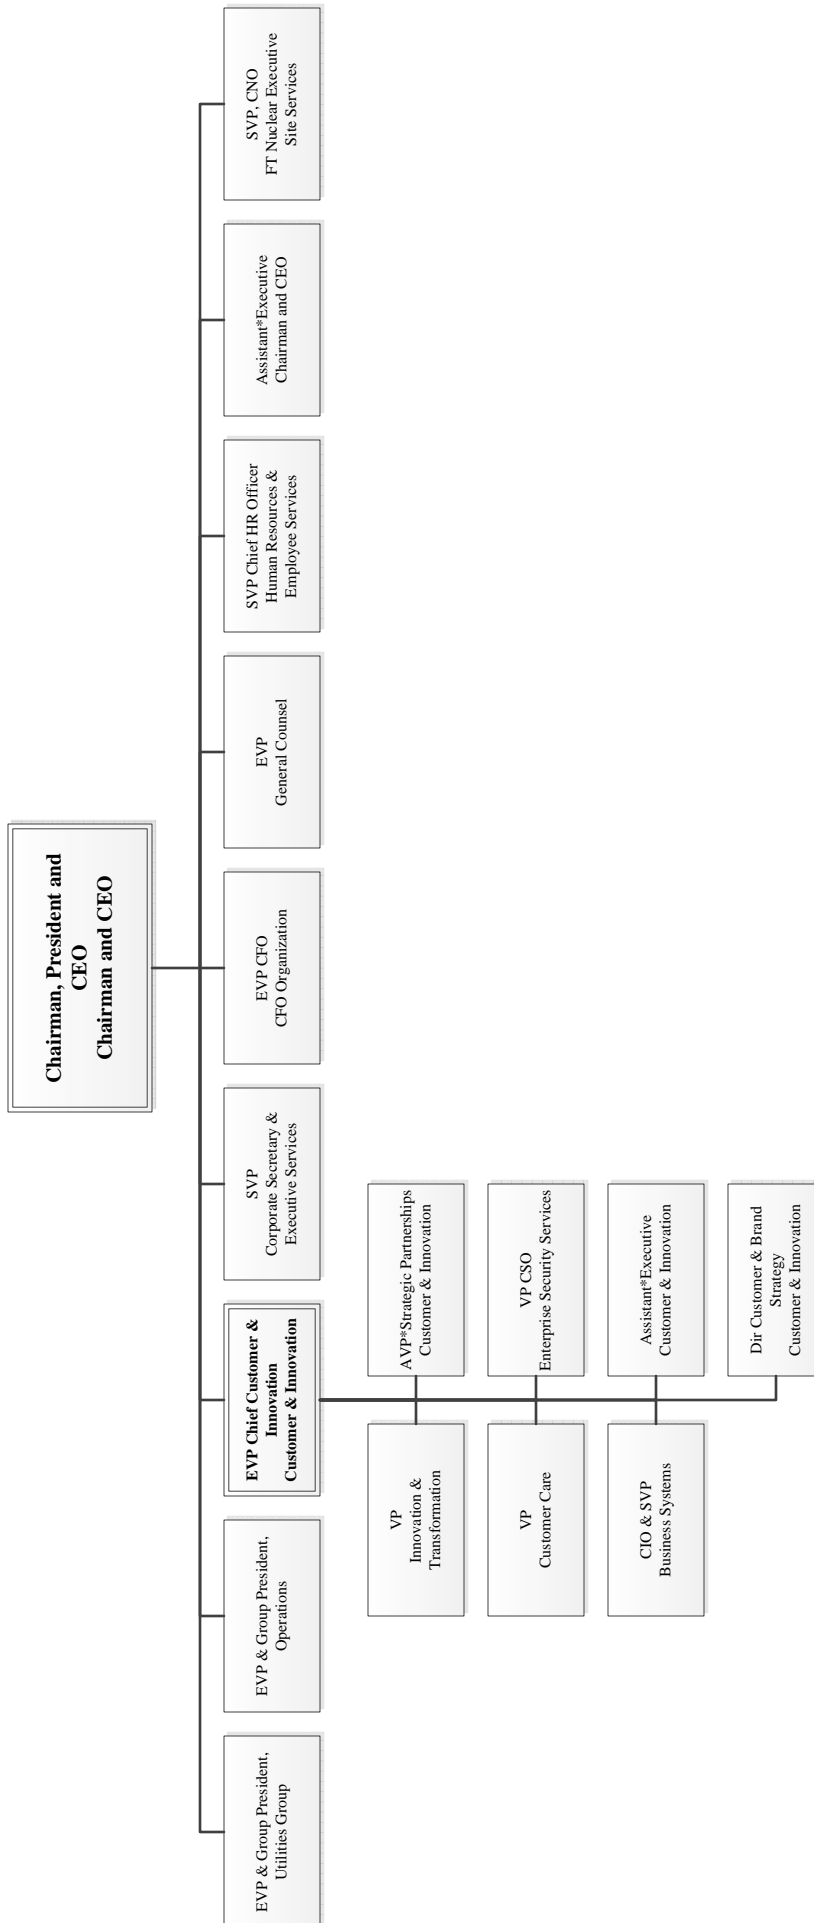 Chairman, President and
CEO
Chairman and CEO
EVP & Group President,
Utilities Group
EVP & Group President,
Operations
EVP Chief Customer &
Innovation
Customer & Innovation
SVP
Corporate Secretary &
Executive Services
EVP CFO
CFO Organization
EVP
General Counsel
SVP Chief HR Officer
Human Resources &
Employee Services
Assistant*Executive
Chairman and CEO
SVP, CNO
FT Nuclear Executive
Site Services
VP
Innovation &
Transformation
AVP*Strategic Partnerships
Customer & Innovation
VP
Customer Care
VP CSO
Enterprise Security Services
CIO & SVP
Business Systems
Assistant*Executive
Customer & Innovation
Dir Customer & Brand
Strategy
Customer & Innovation